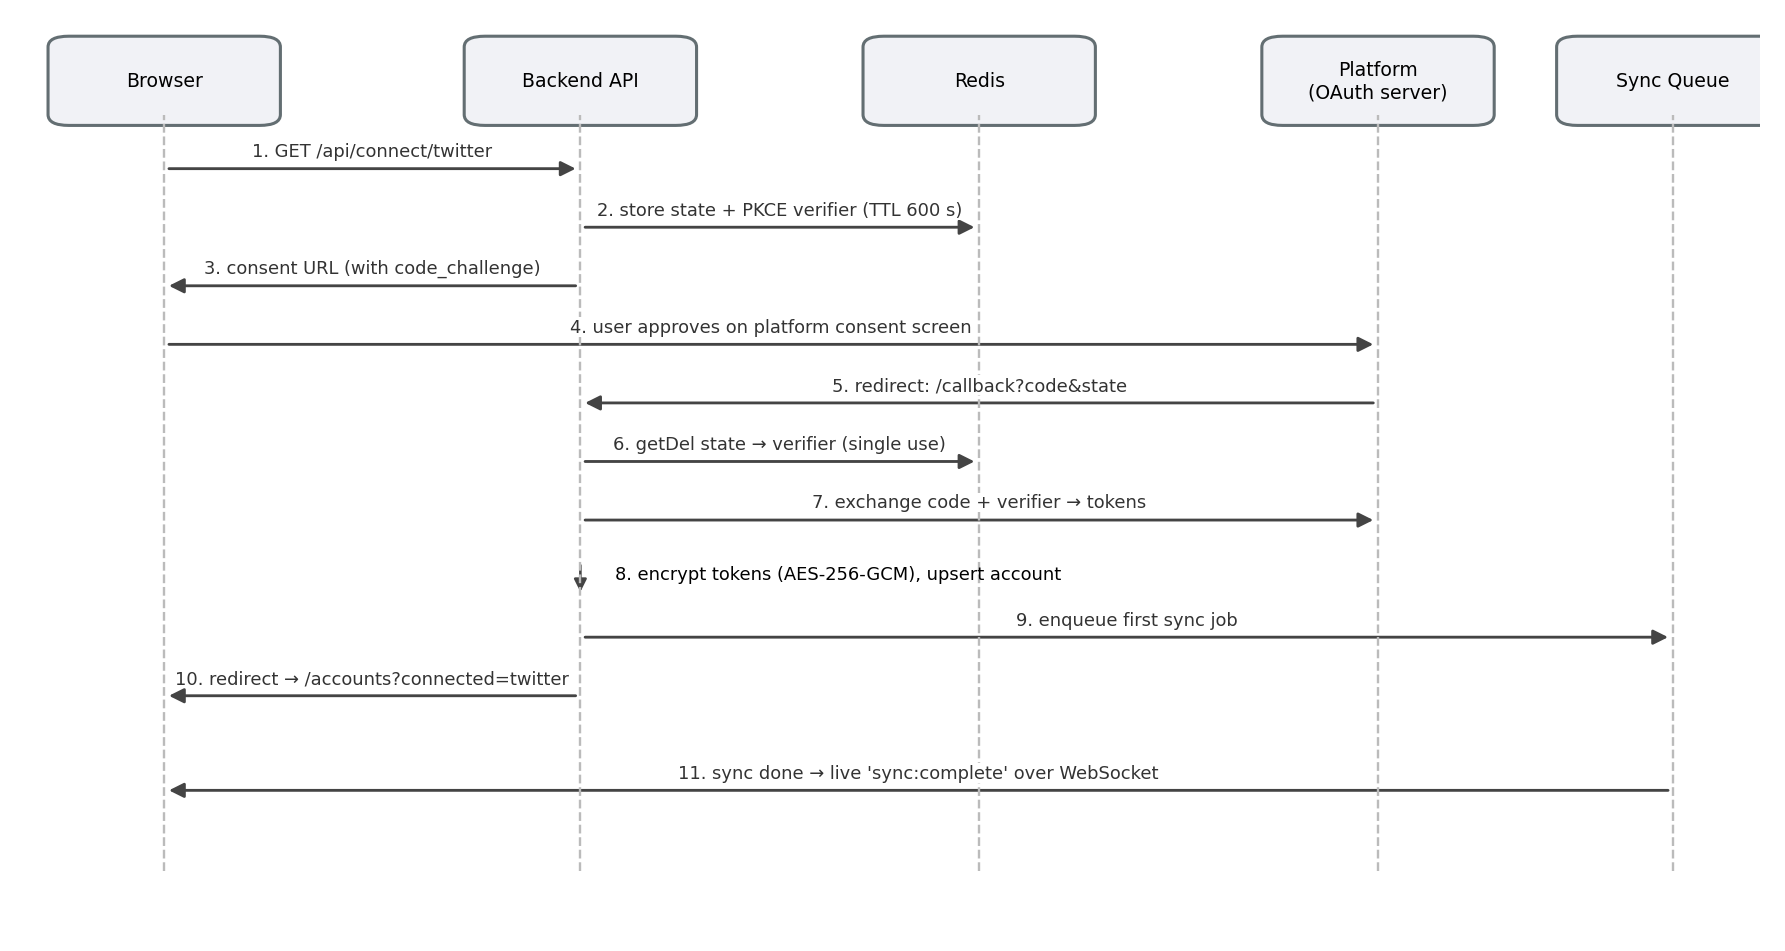 Browser
Backend API
Redis
Platform
(OAuth server)
Sync Queue
1. GET /api/connect/twitter
2. store state + PKCE verifier (TTL 600 s)
3. consent URL (with code_challenge)
4. user approves on platform consent screen
5. redirect: /callback?code&state
6. getDel state → verifier (single use)
7. exchange code + verifier → tokens
8. encrypt tokens (AES-256-GCM), upsert account
9. enqueue first sync job
10. redirect → /accounts?connected=twitter
11. sync done → live 'sync:complete' over WebSocket